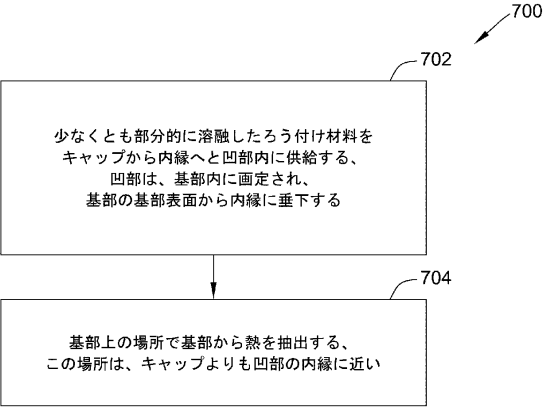 700
702
少なくとも部分的に溶融したろう付け材料を
キャップから内縁へと凹部内に供給する、
凹部は、基部内に画定され、
基部の基部表面から内縁に垂下する
704
基部上の場所で基部から熱を抽出する、
この場所は、キャップよりも凹部の内縁に近い